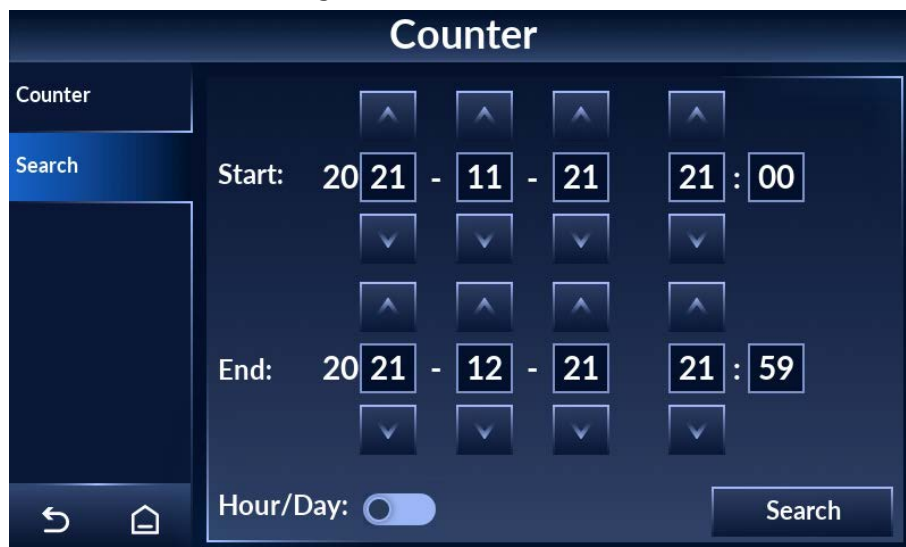 Counter
Counter
Search
Start: 20 21 - 11 - 21 21 : 00
End: 20 21 - 12 - 21 21 : 59
Hour/Day:
Search